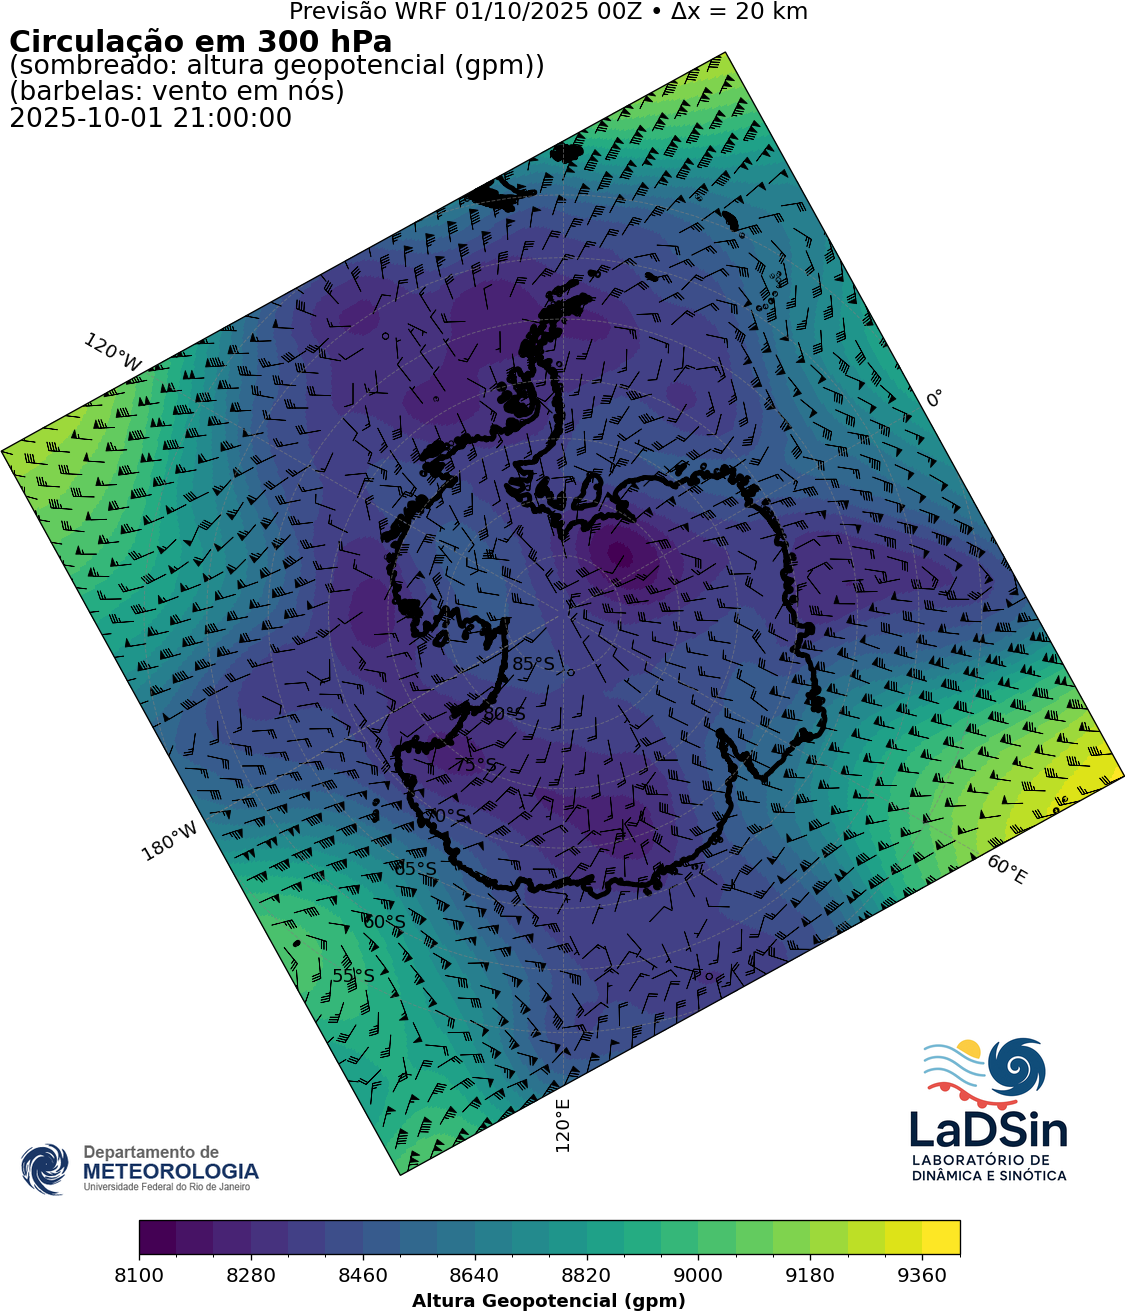 Previsão WRF 01/10/2025 00Z • Δx = 20 km
Circulação em 300 hPa
(sombreado: altura geopotencial (gpm))
(barbelas: vento em nós)
2025-10-01 21:00:00
120°W
0°
85°S
80°S
75°S
70°S
180°W
65°S
60°E
60°S
55°S
120°E
LaDSin
LABORATÓRIO DE
DINÂMICA E SINÓTICA
Departamento de
METEOROLOGIA
Universidade Federal do Rio de Janeiro
8100 8280 8460 8640 8820 9000 9180 9360
Altura Geopotencial (gpm)